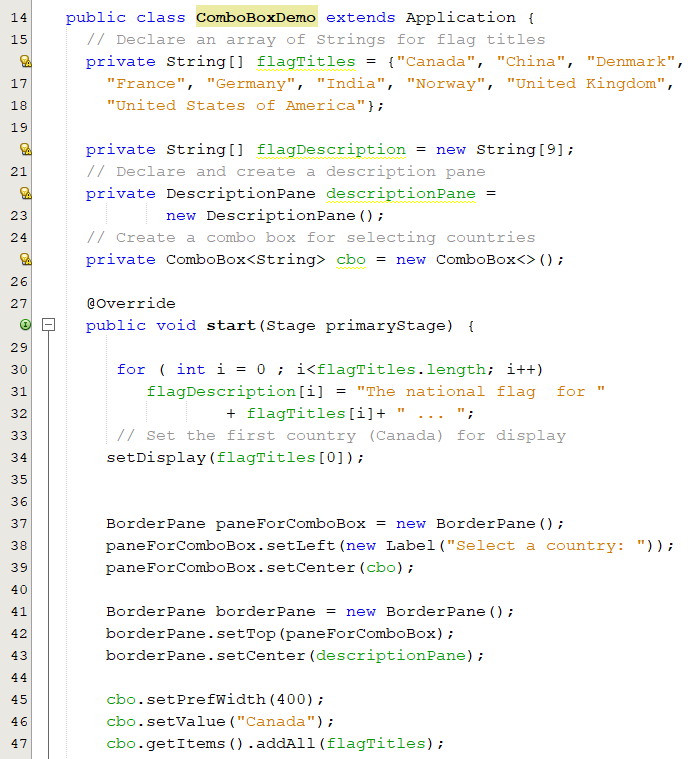 14 public class ComboBoxDemo extends Application {
15 // Declare an array of Strings for flag titles
private String[] flagTitles = {"Canada", "China", "Denmark",
17 "France", "Germany", "India", "Norway", "United Kingdom",
18 "United States of America"};
19
private String[] flagDescription = new String[9];
21 // Declare and create a description pane
private DescriptionPane descriptionPane =
23 new DescriptionPane();
24 // Create a combo box for selecting countries
private ComboBox<String> cbo = new ComboBox<>();
26
27 @Override
public void start(Stage primaryStage) {
29
30 for ( int i = 0 ; i<flagTitles.length; i++)
31 flagDescription[i] = "The national flag  for "
32 + flagTitles[i]+ " ... ";
33 // Set the first country (Canada) for display
34 setDisplay(flagTitles[0]);
35
36
37 BorderPane paneForComboBox = new BorderPane();
38 paneForComboBox.setLeft(new Label("Select a country: "));
39 paneForComboBox.setCenter(cbo);
40
41 BorderPane borderPane = new BorderPane();
42 borderPane.setTop(paneForComboBox);
43 borderPane.setCenter(descriptionPane);
44
45 cbo.setPrefWidth(400);
46 cbo.setValue("Canada");
47 cbo.getItems().addAll(flagTitles);